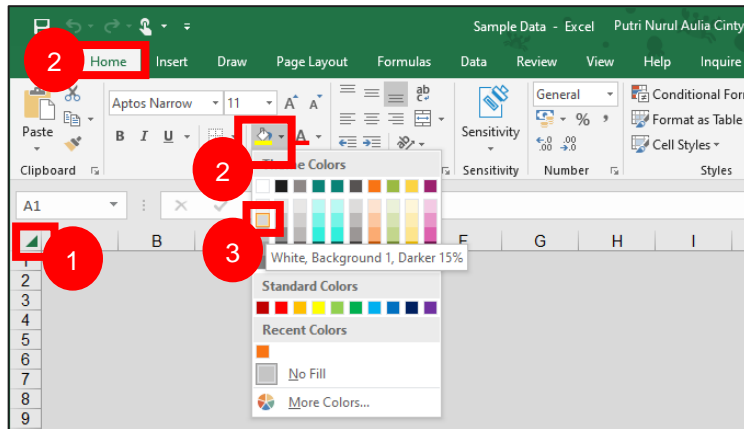 Sample Data - Excel Putri Nurul Aulia Cinty
2 Home Insert Draw Page Layout Formulas Data Review View Help Inquire
Paste
Clipboard
Aptos Narrow 11 A A
B I U A
2
ab
Sensitivity
Sensitivity
General
% ,
.00 .00
Number
Conditional For
Format as Table
Cell Styles
Styles
A1
Colors
3
White, Background 1, Darker 15%
Standard Colors
Recent Colors
No Fill
More Colors...
1
B F G H I
2
3
4
5
6
7
8
9